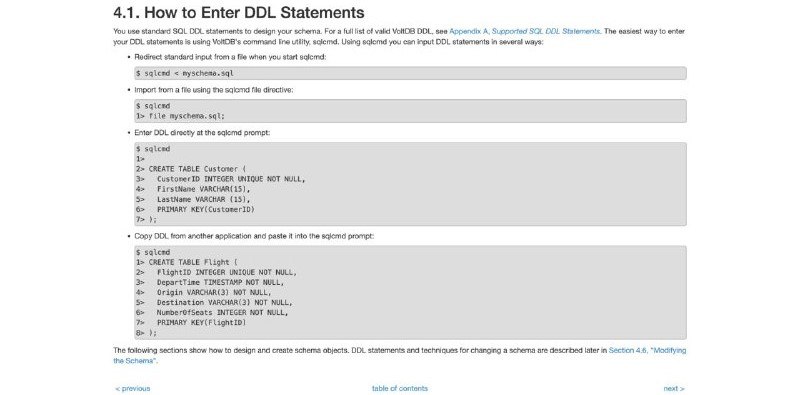 4.1. How to Enter DDL Statements
You use standard SQL DDL statements to design your schema. For a full list of valid VoltDB DDL, see Appendix A, Supported SQL DDL Statements. The easiest way to enter
your DDL statements is using VoltDB's command line utility, sqlcmd. Using sqlcmd you can input DDL statements in several ways:
• Redirect standard input from a file when you start sqlcmd:
$ sqlcmd < myschema.sql
• Import from a file using the sqlcmd file directive:
$ sqlcmd
1> file myschema.sql;
• Enter DDL directly at the sqlcmd prompt:
$ sqlcmd
1>
2> CREATE TABLE Customer (
3>   CustomerID INTEGER UNIQUE NOT NULL,
4>   FirstName VARCHAR(15),
5>   LastName VARCHAR (15),
6>   PRIMARY KEY(CustomerID)
7> );
• Copy DDL from another application and paste it into the sqlcmd prompt:
$ sqlcmd
1> CREATE TABLE Flight (
2>   FlightID INTEGER UNIQUE NOT NULL,
3>   DepartTime TIMESTAMP NOT NULL,
4>   Origin VARCHAR(3) NOT NULL,
5>   Destination VARCHAR(3) NOT NULL,
6>   NumberOfSeats INTEGER NOT NULL,
7>   PRIMARY KEY(FlightID)
8> );
The following sections show how to design and create schema objects. DDL statements and techniques for changing a schema are described later in Section 4.6, "Modifying
the Schema".
< previous
table of contents
next >